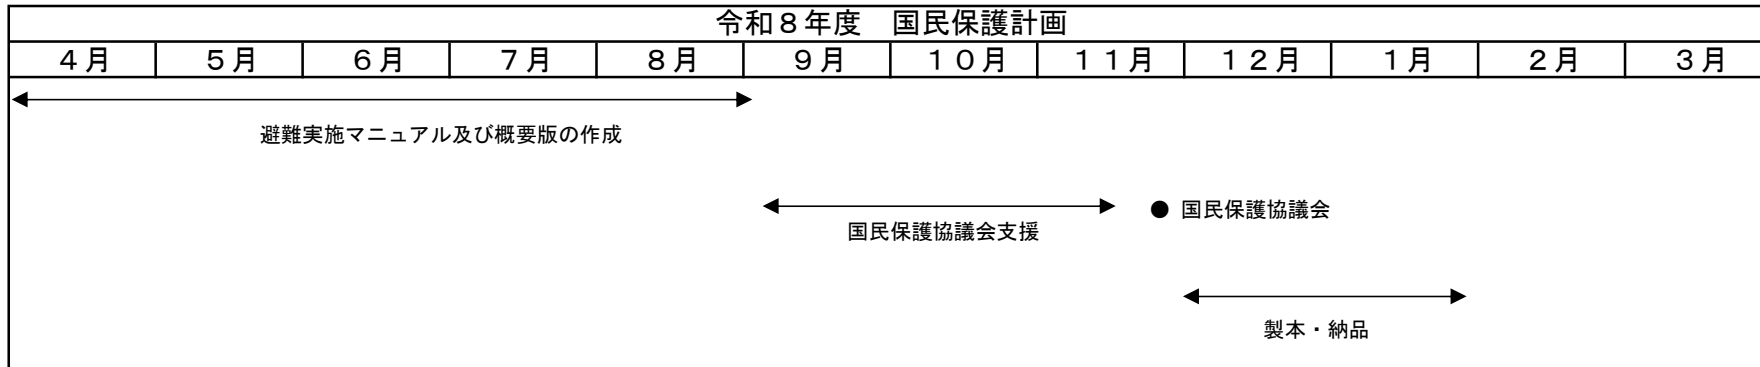 令和８年度　国民保護計画
４月 ５月 ６月 ７月 ８月 ９月 １０月 １１月 １２月 １月 ２月 ３月
避難実施マニュアル及び概要版の作成
● 国民保護協議会
国民保護協議会支援
製本・納品